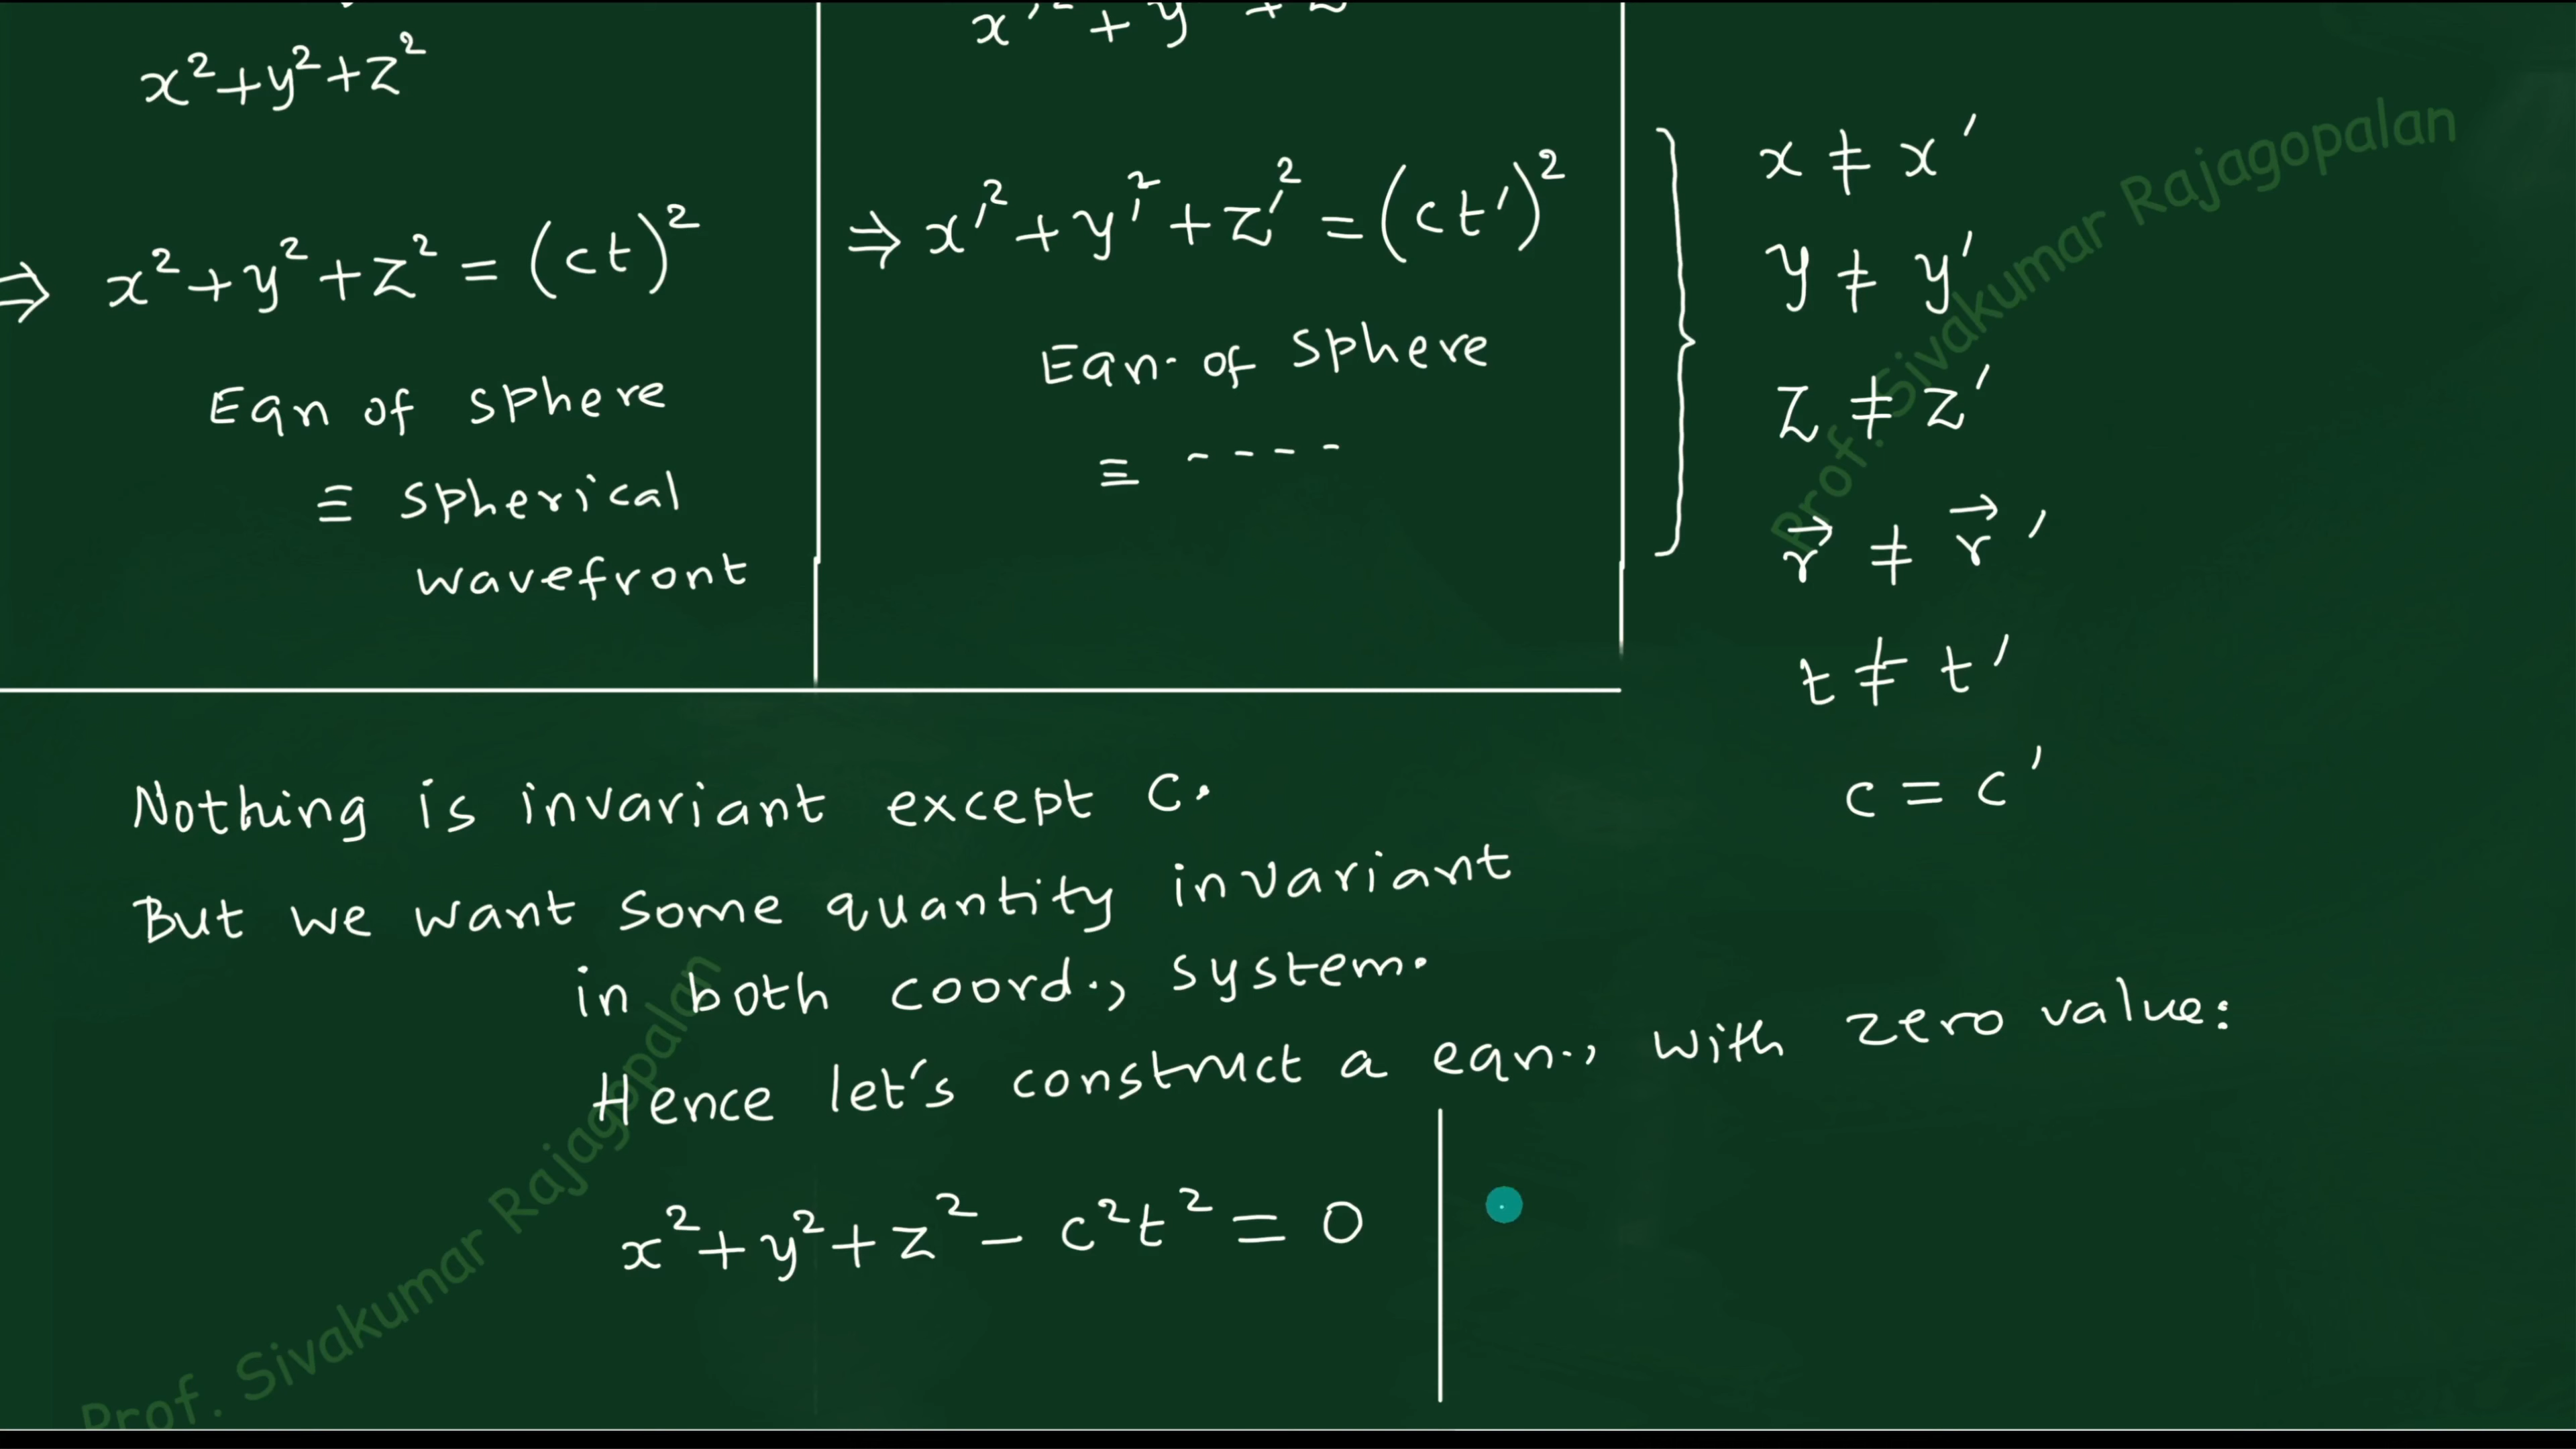 x²+y²+z²
⇒ x²+y²+z² = (ct)²
Eqn of sphere
≡ spherical
wavefront
x'²+y
⇒ x'²+y'²+z'² = (ct')²
Eqn. of sphere
≡ ----
x ≠ x'
y ≠ y'
z ≠ z'
r⃗ ≠ r⃗'
t ≠ t'
c = c'
Nothing is invariant except c.
But we want some quantity invariant
in both coord., system.
Hence let's construct a eqn., with zero value:
x²+y²+z² - c²t² = 0
Prof. Sivakumar Rajagopalan
Prof. Sivakumar Rajagopalan